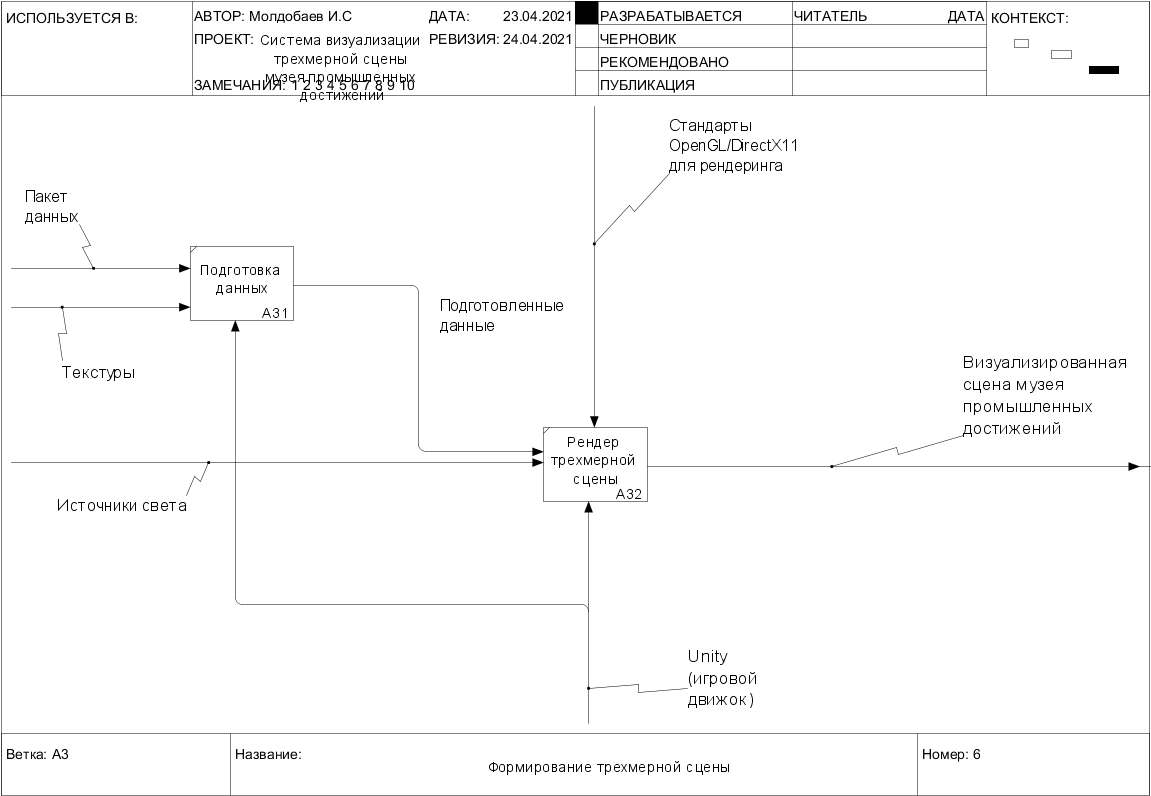 ИСПОЛЬЗУЕТСЯ В:
АВТОР: Молдобаев И.С
ДАТА: 23.04.2021
ПРОЕКТ: Система визуализации
трехмерной сцены
музея промышленных
достижений
РЕВИЗИЯ: 24.04.2021
ЗАМЕЧАНИЯ: 1 2 3 4 5 6 7 8 9 10
РАЗРАБАТЫВАЕТСЯ
ЧЕРНОВИК
РЕКОМЕНДОВАНО
ПУБЛИКАЦИЯ
ЧИТАТЕЛЬ ДАТА
КОНТЕКСТ:
Стандарты
OpenGL/DirectX11
для рендеринга
Пакет
данных
Подготовка
данных
A31
Подготовленные
данные
Текстуры
Визуализированная
сцена музея
промышленных
достижений
Рендер
трехмерной
сцены
A32
Источники света
Unity
(игровой
движок)
Ветка: A3
Название:
Формирование трехмерной сцены
Номер: 6